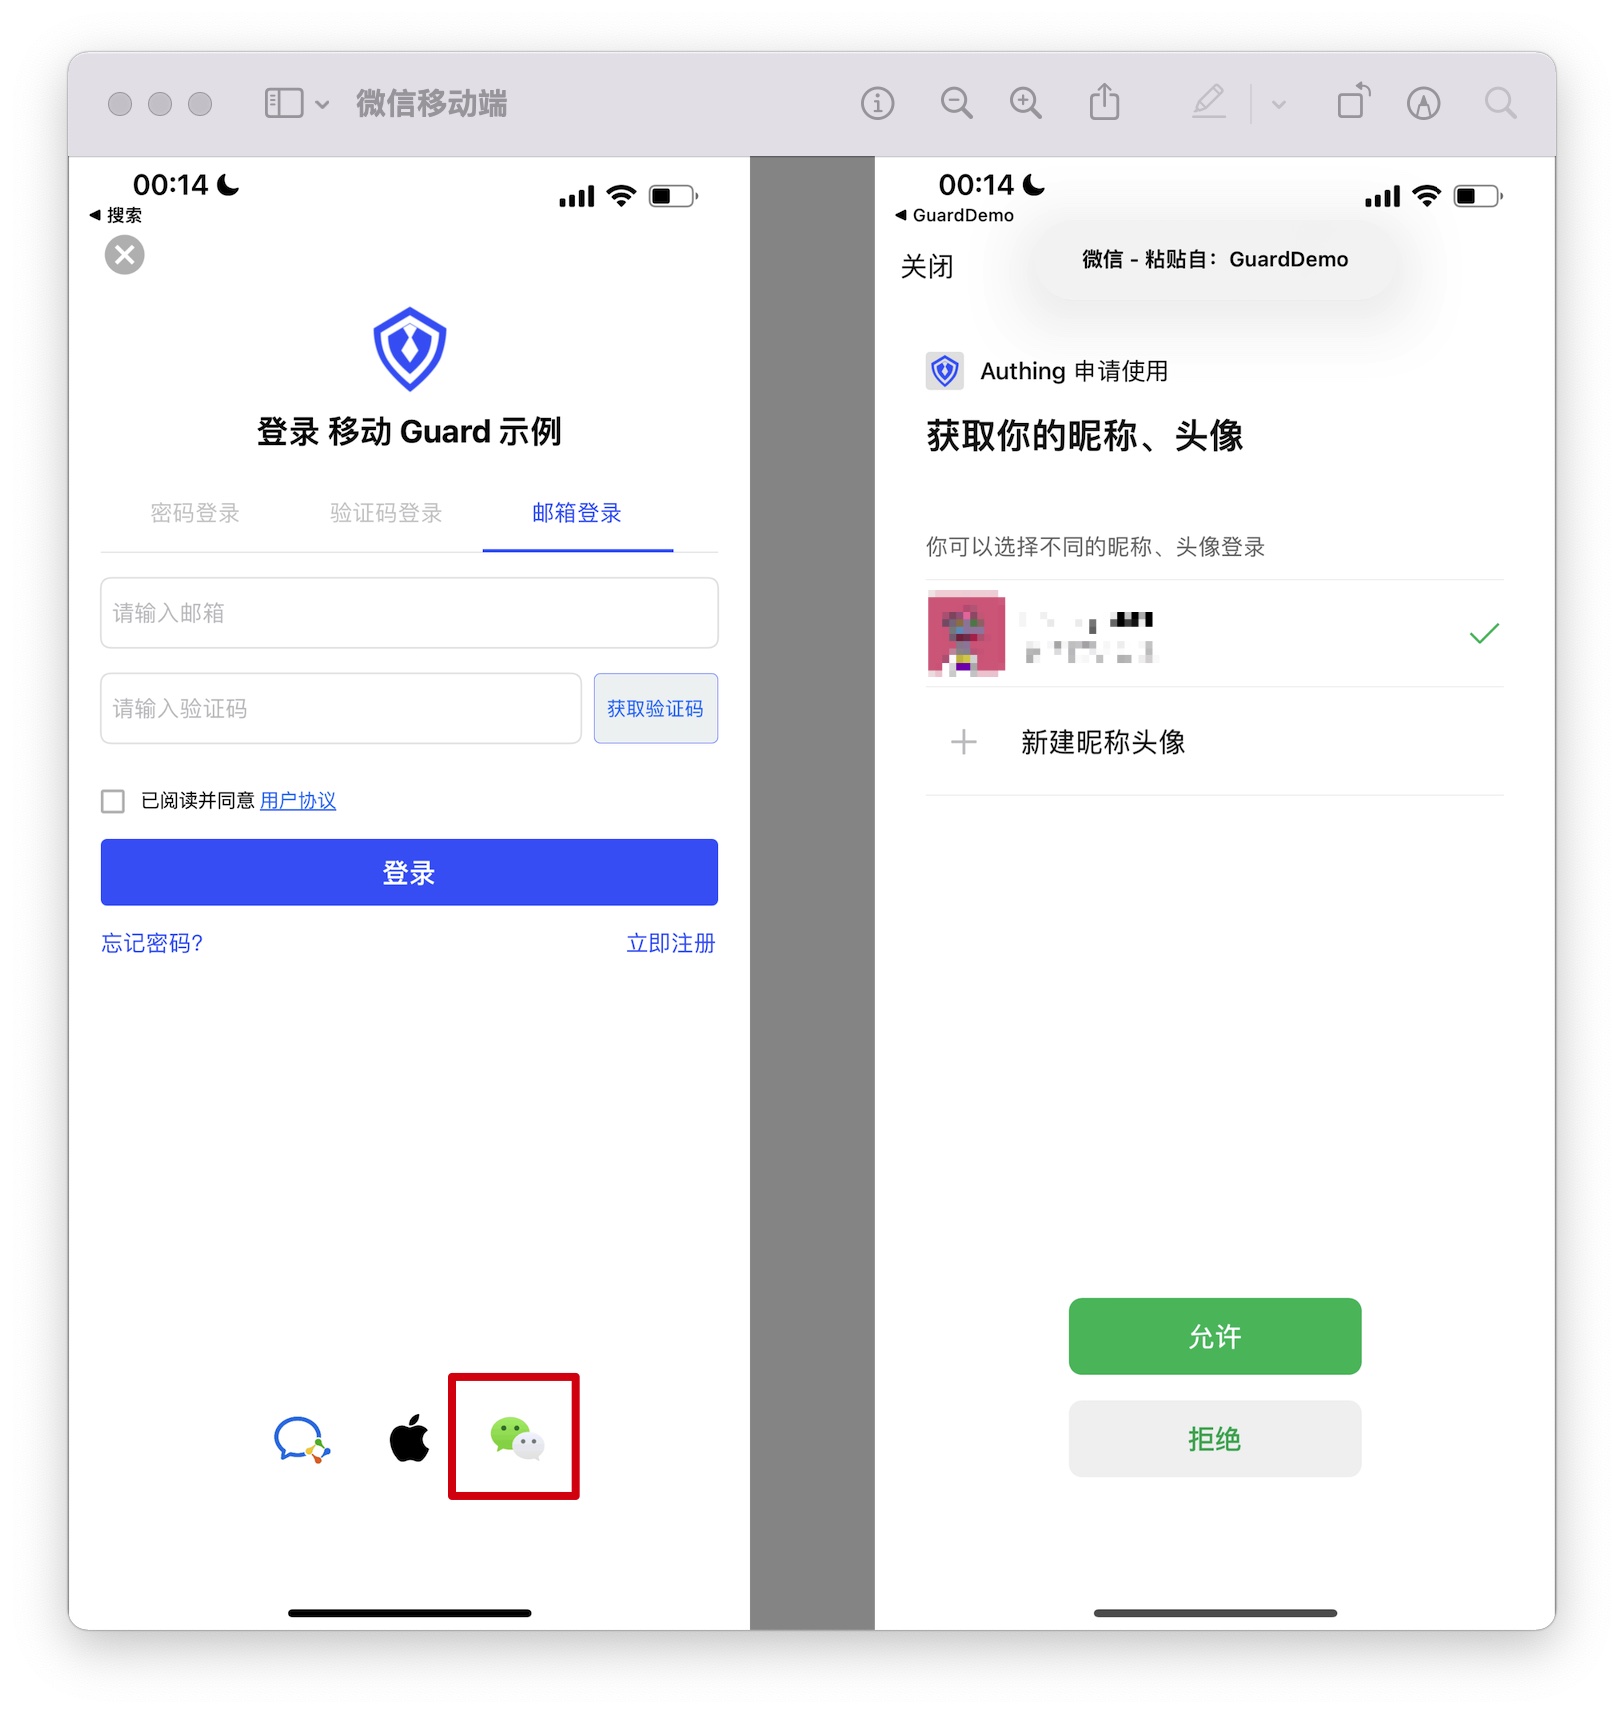 微信移动端
00:14
搜索
登录 移动 Guard 示例
密码登录 验证码登录 邮箱登录
请输入邮箱
请输入验证码 获取验证码
已阅读并同意 用户协议
登录
忘记密码? 立即注册
00:14
GuardDemo
关闭
微信 - 粘贴自：GuardDemo
Authing 申请使用
获取你的昵称、头像
你可以选择不同的昵称、头像登录
新建昵称头像
允许
拒绝